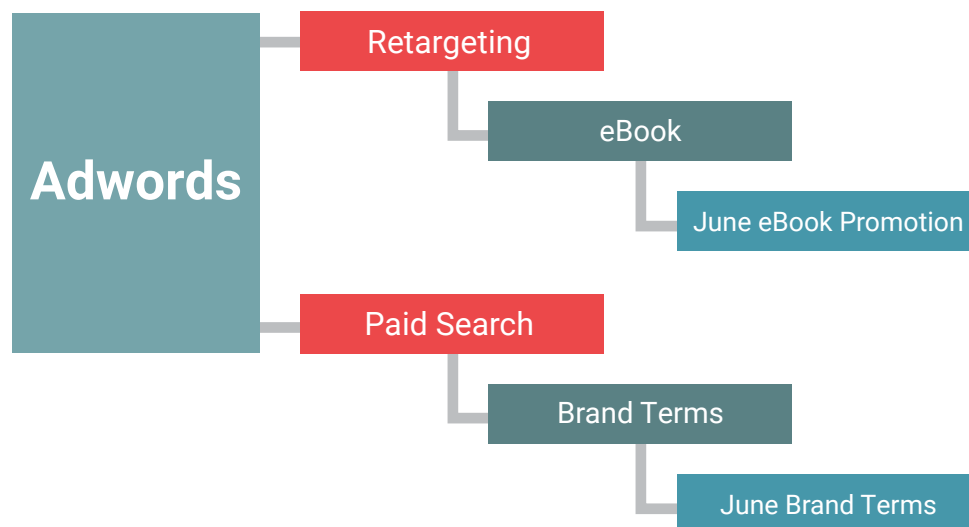 Adwords
Retargeting
eBook
June eBook Promotion
Paid Search
Brand Terms
June Brand Terms